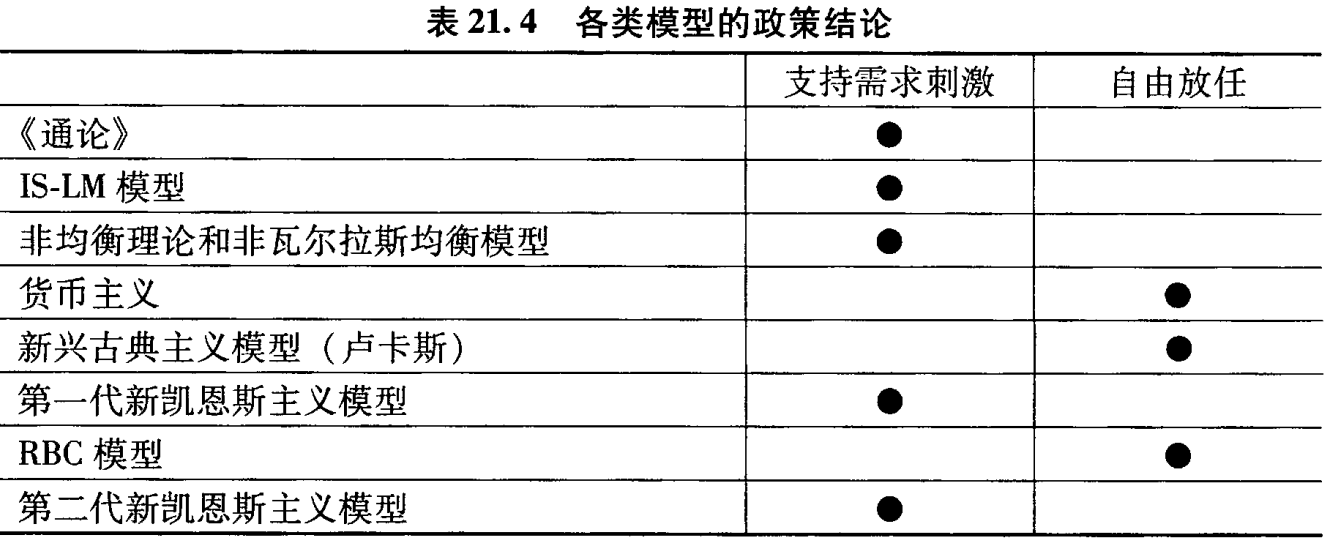 表 21.4 各类模型的政策结论
支持需求刺激 自由放任
《通论》 ●
IS-LM 模型 ●
非均衡理论和非瓦尔拉斯均衡模型 ●
货币主义 ●
新兴古典主义模型（卢卡斯） ●
第一代新凯恩斯主义模型 ●
RBC 模型 ●
第二代新凯恩斯主义模型 ●